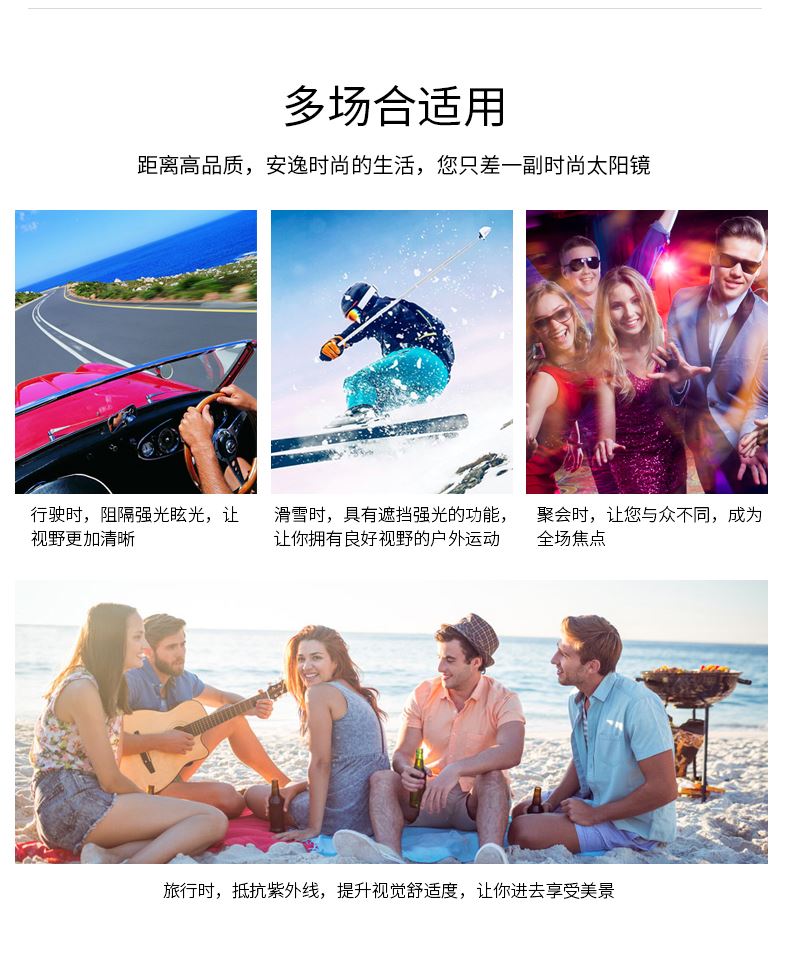 多场合适用
距离高品质，安逸时尚的生活，您只差一副时尚太阳镜
行驶时，阻隔强光眩光，让
视野更加清晰
滑雪时，具有遮挡强光的功能，
让你拥有良好视野的户外运动
聚会时，让您与众不同，成为
全场焦点
旅行时，抵抗紫外线，提升视觉舒适度，让你进去享受美景